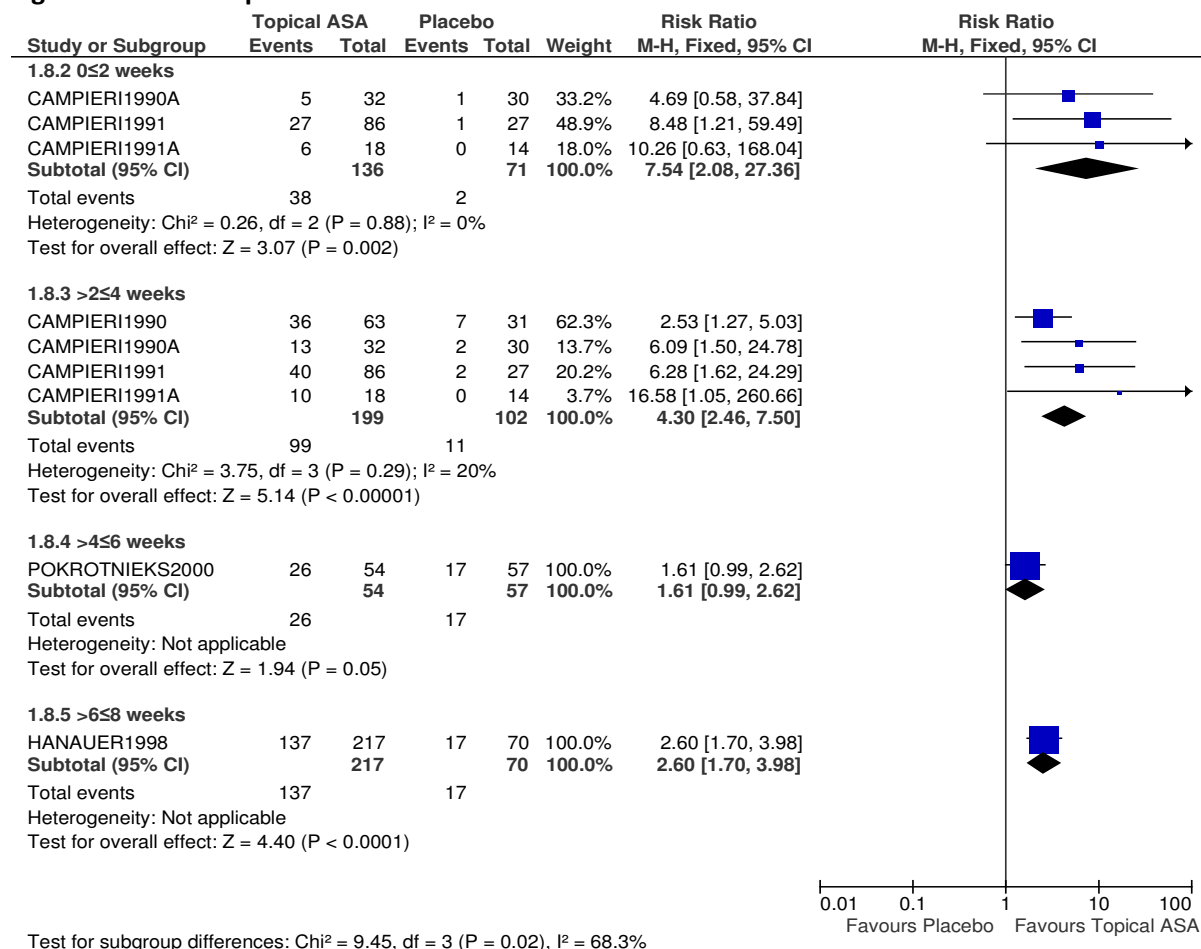 Topical ASA Placebo Risk Ratio Risk Ratio
Study or Subgroup Events Total Events Total Weight M-H, Fixed, 95% CI M-H, Fixed, 95% CI
1.8.2 0≤2 weeks
CAMPIERI1990A 5 32 1 30 33.2% 4.69 [0.58, 37.84]
CAMPIERI1991 27 86 1 27 48.9% 8.48 [1.21, 59.49]
CAMPIERI1991A 6 18 0 14 18.0% 10.26 [0.63, 168.04]
Subtotal (95% CI) 136 71 100.0% 7.54 [2.08, 27.36]
Total events 38 2
Heterogeneity: Chi² = 0.26, df = 2 (P = 0.88); I² = 0%
Test for overall effect: Z = 3.07 (P = 0.002)
1.8.3 >2≤4 weeks
CAMPIERI1990 36 63 7 31 62.3% 2.53 [1.27, 5.03]
CAMPIERI1990A 13 32 2 30 13.7% 6.09 [1.50, 24.78]
CAMPIERI1991 40 86 2 27 20.2% 6.28 [1.62, 24.29]
CAMPIERI1991A 10 18 0 14 3.7% 16.58 [1.05, 260.66]
Subtotal (95% CI) 199 102 100.0% 4.30 [2.46, 7.50]
Total events 99 11
Heterogeneity: Chi² = 3.75, df = 3 (P = 0.29); I² = 20%
Test for overall effect: Z = 5.14 (P < 0.00001)
1.8.4 >4≤6 weeks
POKROTNIEKS2000 26 54 17 57 100.0% 1.61 [0.99, 2.62]
Subtotal (95% CI) 54 57 100.0% 1.61 [0.99, 2.62]
Total events 26 17
Heterogeneity: Not applicable
Test for overall effect: Z = 1.94 (P = 0.05)
1.8.5 >6≤8 weeks
HANAUER1998 137 217 17 70 100.0% 2.60 [1.70, 3.98]
Subtotal (95% CI) 217 70 100.0% 2.60 [1.70, 3.98]
Total events 137 17
Heterogeneity: Not applicable
Test for overall effect: Z = 4.40 (P < 0.0001)
0.01 0.1 1 10 100
Favours Placebo Favours Topical ASA
Test for subgroup differences: Chi² = 9.45, df = 3 (P = 0.02), I² = 68.3%